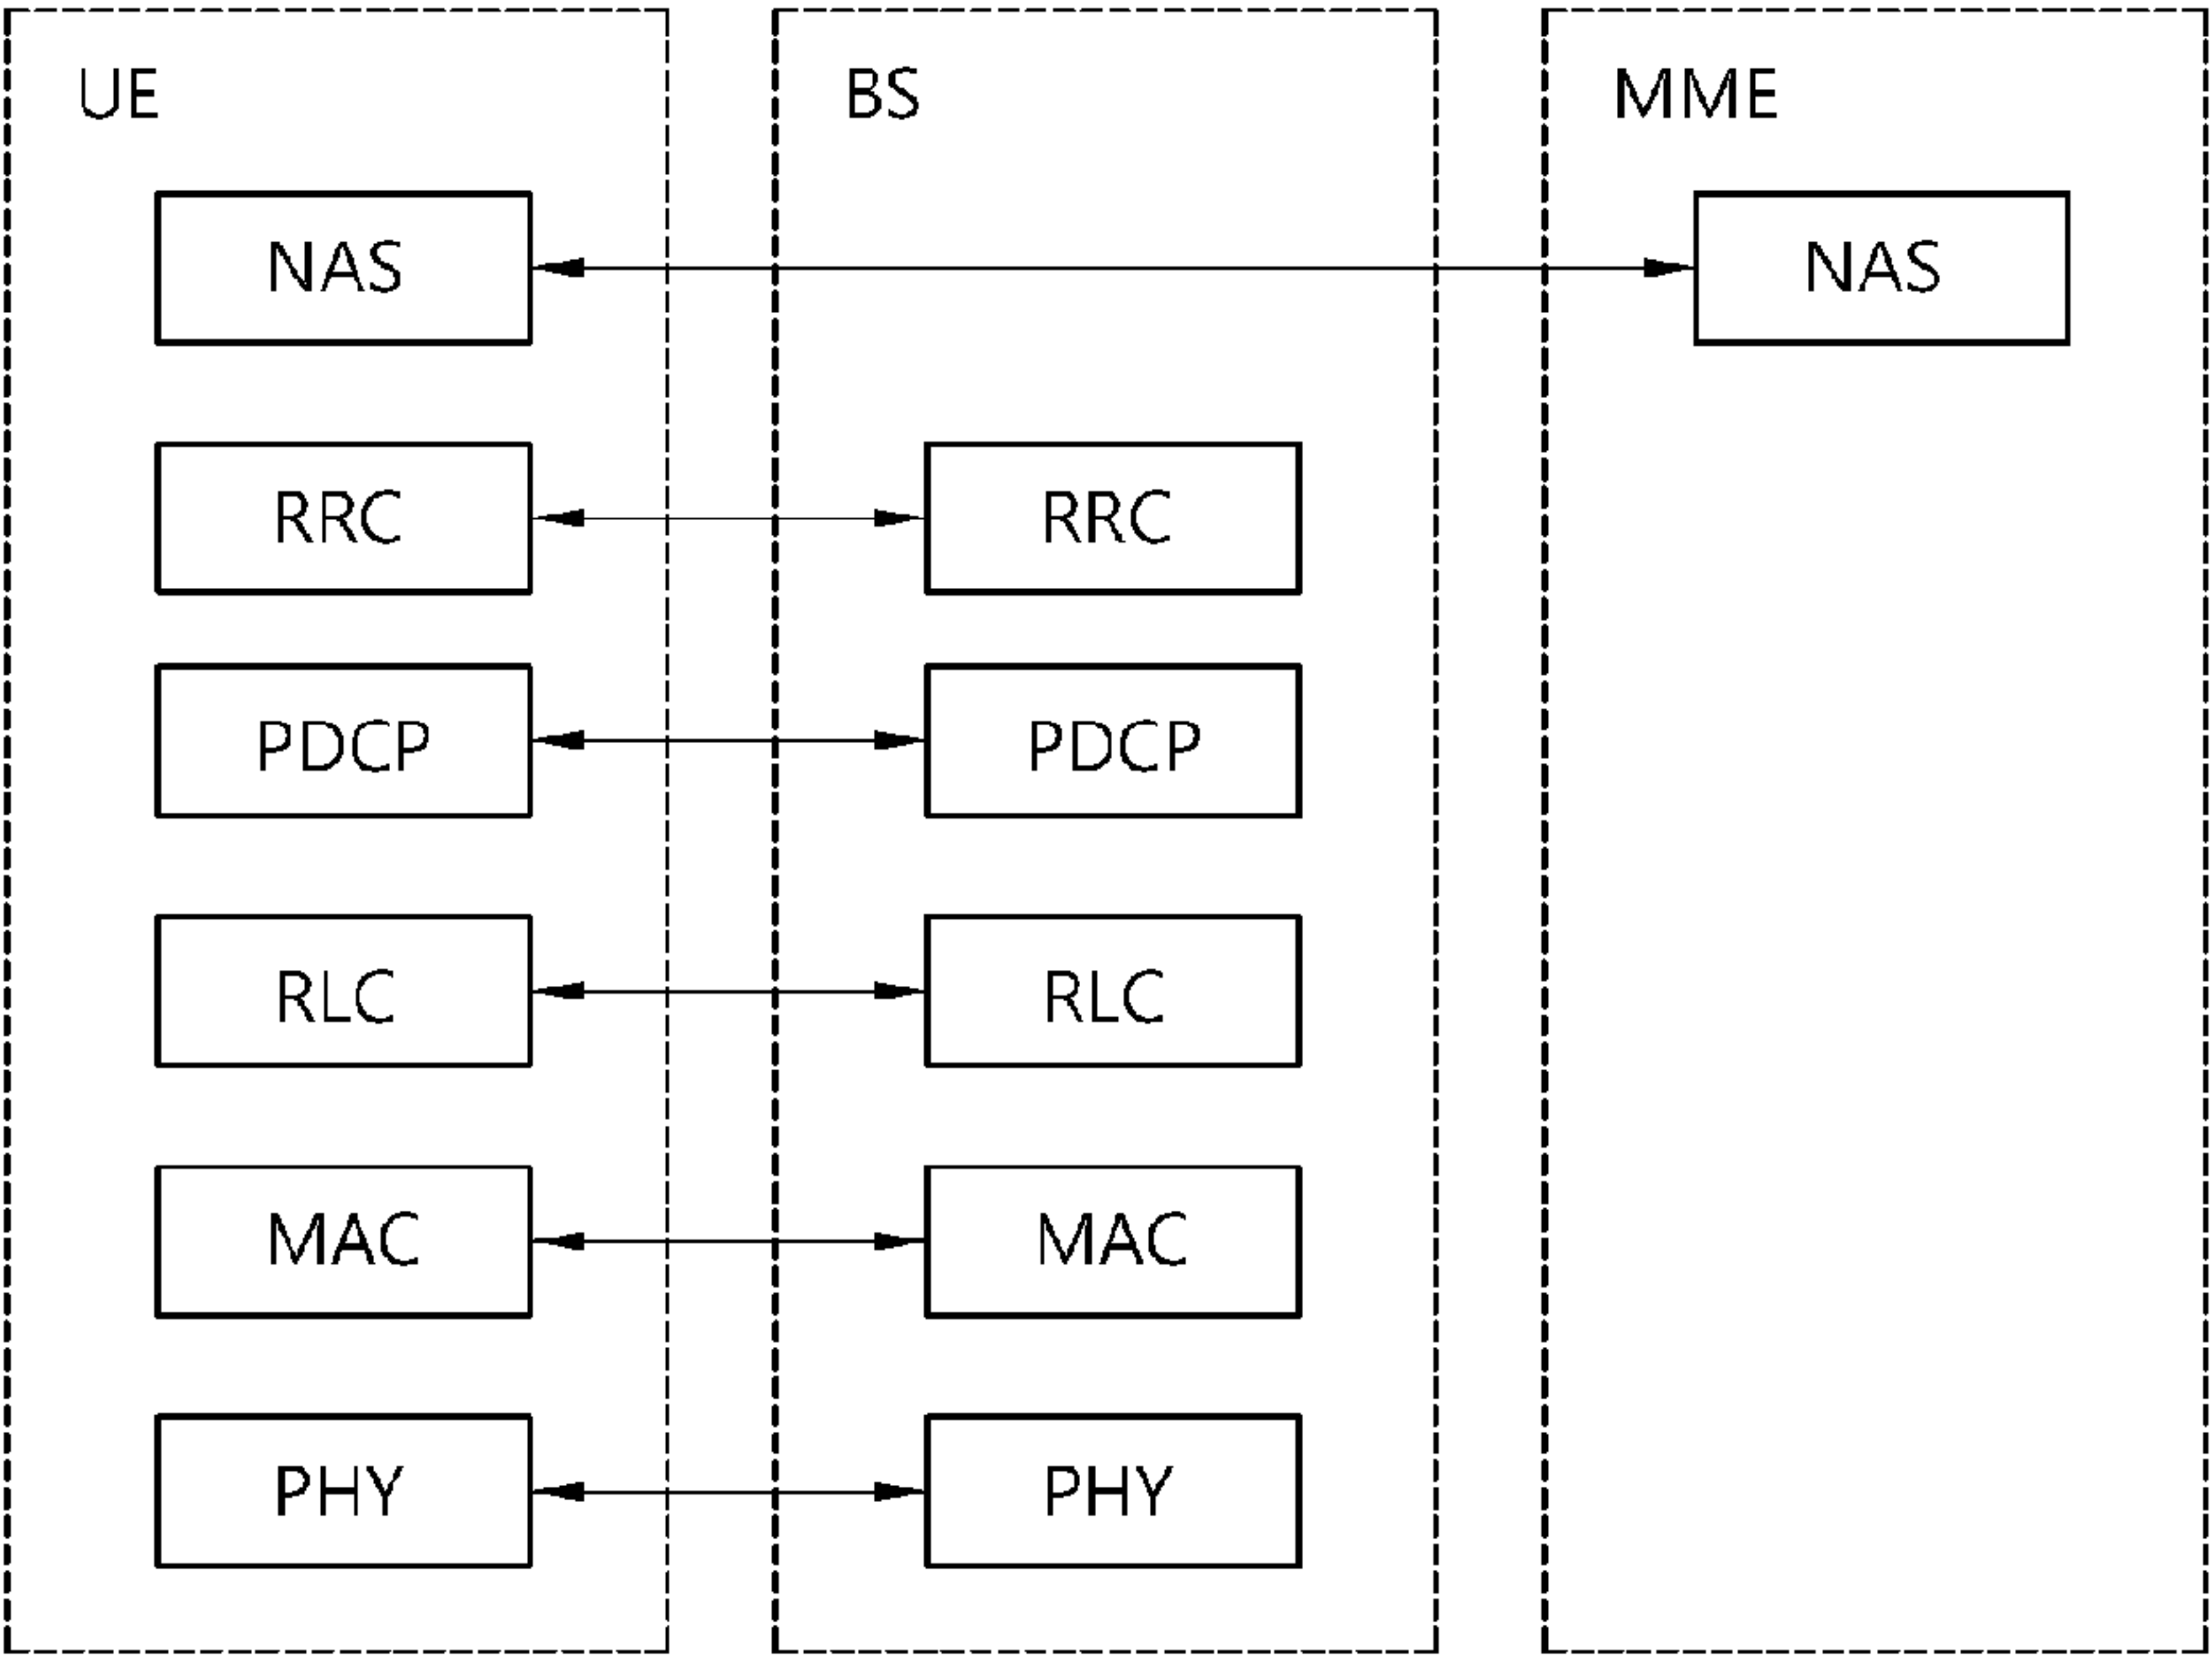 UE BS MME
NAS NAS
RRC RRC
PDCP PDCP
RLC RLC
MAC MAC
PHY PHY